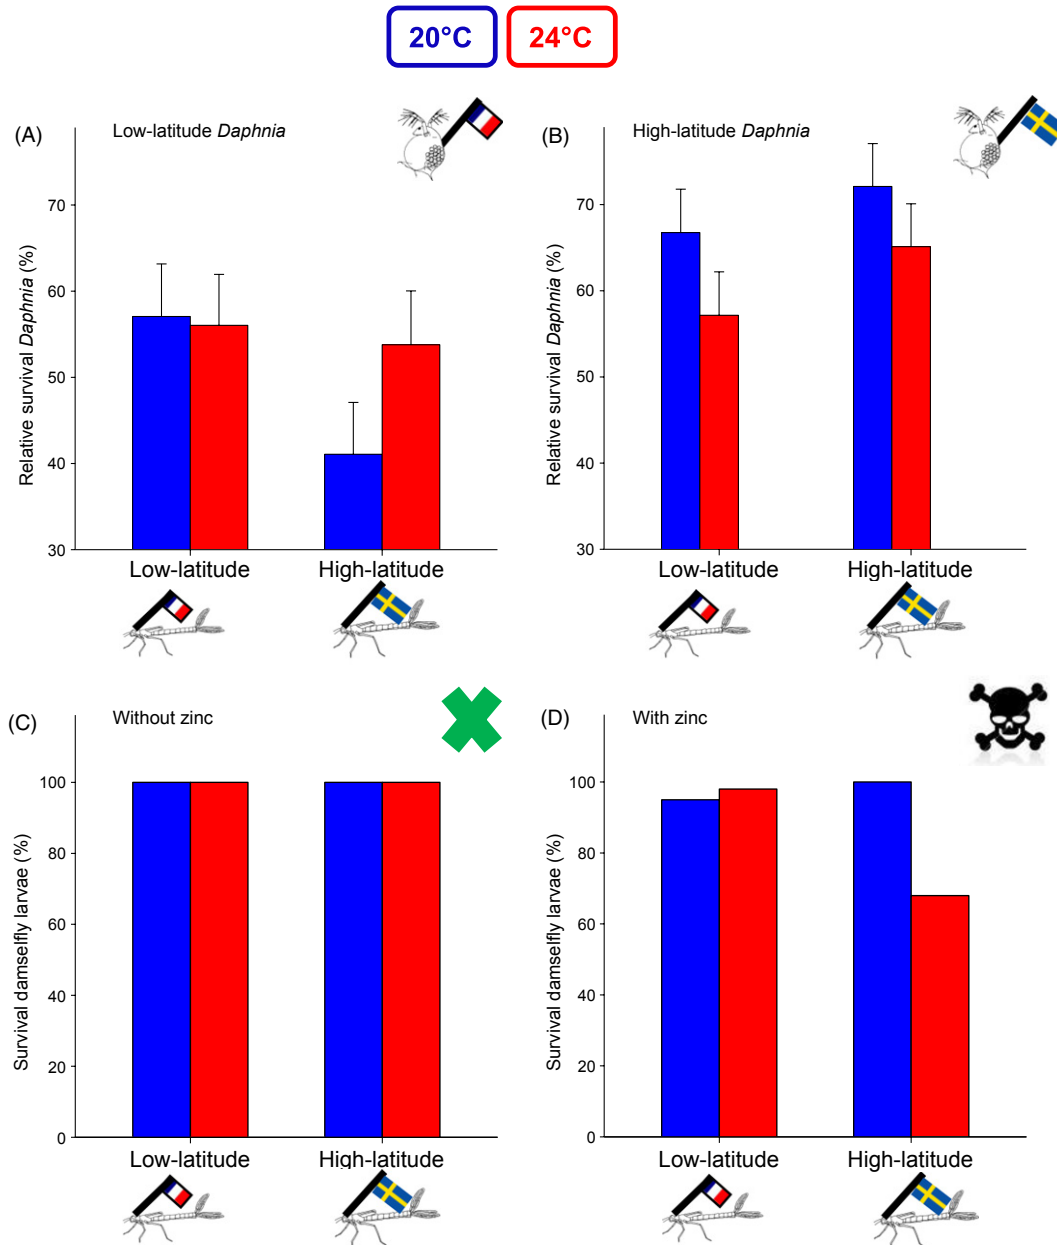 20°C 24°C
(A) Low-latitude Daphnia
Relative survival Daphnia (%)
70
60
50
40
30
Low-latitude High-latitude
(B) High-latitude Daphnia
Relative survival Daphnia (%)
70
60
50
40
30
Low-latitude High-latitude
(C) Without zinc
Survival damselfly larvae (%)
100
80
60
40
20
0
Low-latitude High-latitude
(D) With zinc
Survival damselfly larvae (%)
100
80
60
40
20
0
Low-latitude High-latitude